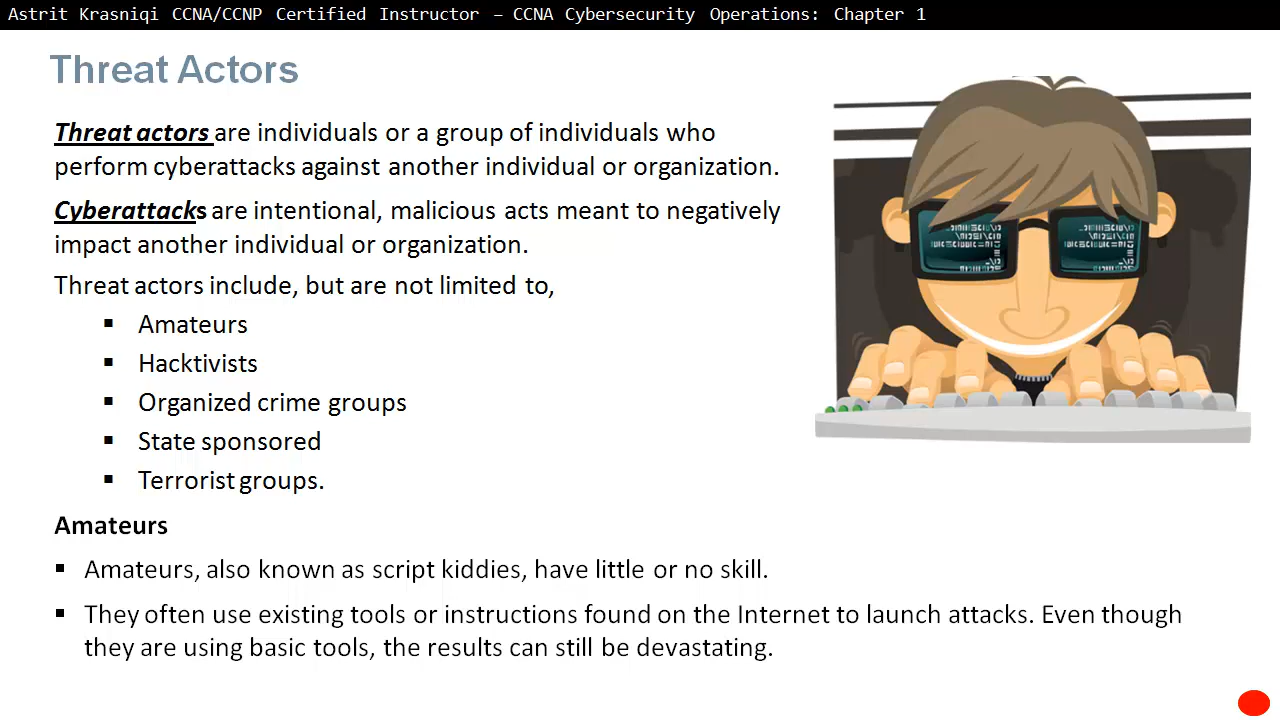 Astrit Krasniqi CCNA/CCNP Certified Instructor – CCNA Cybersecurity Operations: Chapter 1
Threat Actors
Threat actors are individuals or a group of individuals who
perform cyberattacks against another individual or organization.
Cyberattacks are intentional, malicious acts meant to negatively
impact another individual or organization.
Threat actors include, but are not limited to,
▪ Amateurs
▪ Hacktivists
▪ Organized crime groups
▪ State sponsored
▪ Terrorist groups.
Amateurs
▪ Amateurs, also known as script kiddies, have little or no skill.
▪ They often use existing tools or instructions found on the Internet to launch attacks. Even though
they are using basic tools, the results can still be devastating.